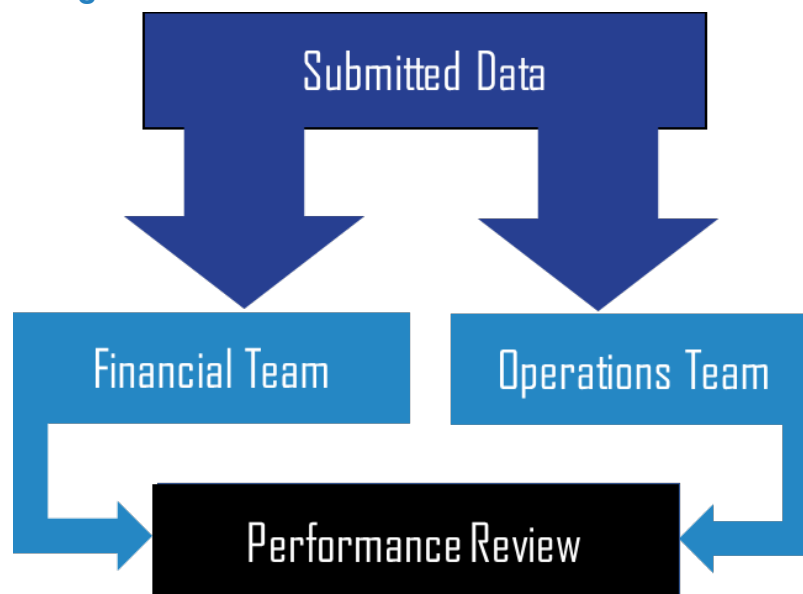 Submitted Data
Financial Team
Operations Team
Performance Review